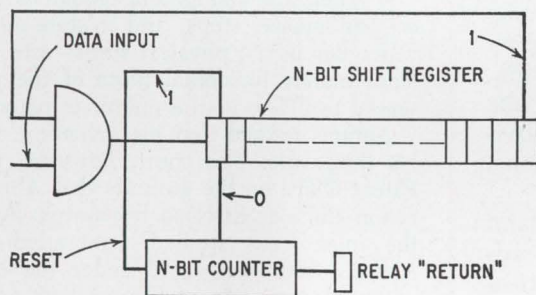 DATA INPUT
1
1
N-BIT SHIFT REGISTER
0
RESET
N-BIT COUNTER
RELAY "RETURN"